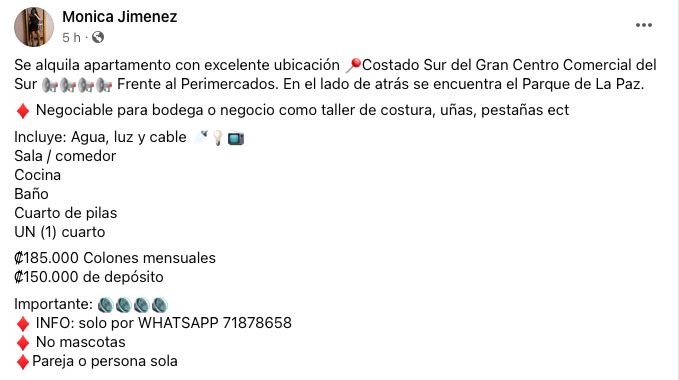 Monica Jimenez
5 h ·
Se alquila apartamento con excelente ubicación 📍Costado Sur del Gran Centro Comercial del
Sur 📢📢📢📢 Frente al Perimercados. En el lado de atrás se encuentra el Parque de La Paz.
♦️ Negociable para bodega o negocio como taller de costura, uñas, pestañas ect
Incluye: Agua, luz y cable 🚿💡📺
Sala / comedor
Cocina
Baño
Cuarto de pilas
UN (1) cuarto
₡185.000 Colones mensuales
₡150.000 de depósito
Importante: 🔊🔊🔊🔊
♦️ INFO: solo por WHATSAPP 71878658
♦️ No mascotas
♦️Pareja o persona sola